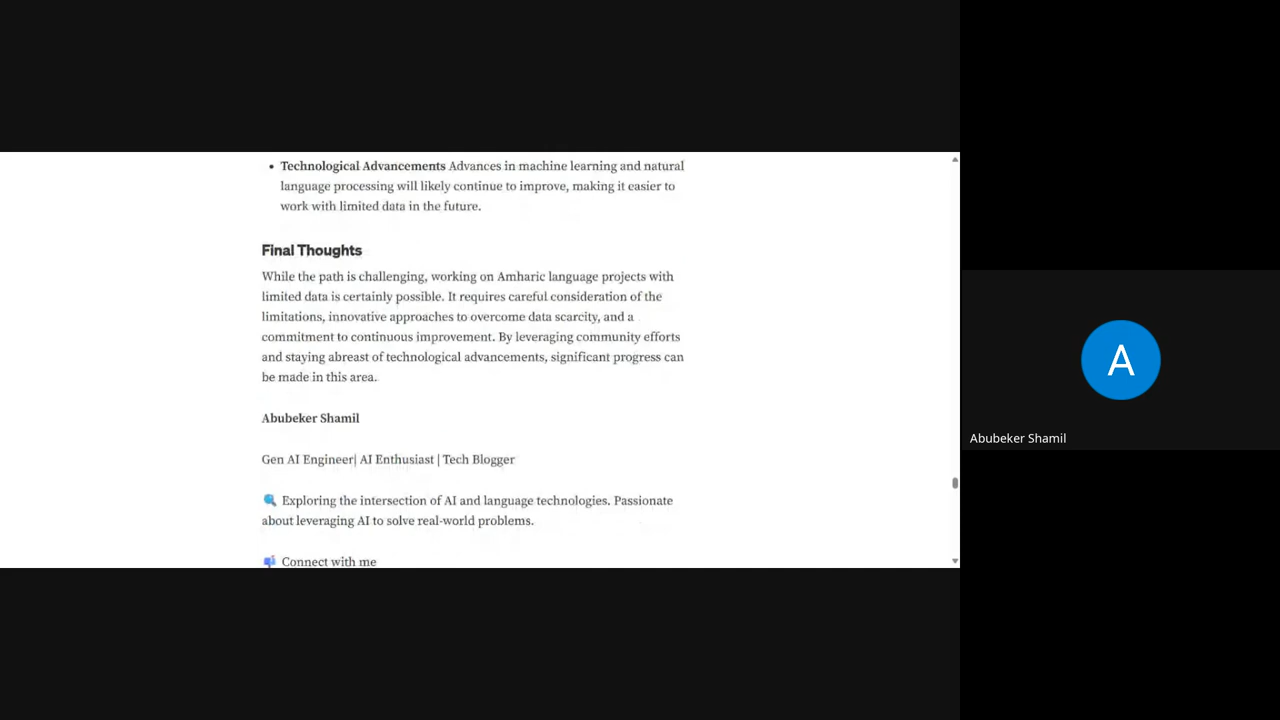 • Technological Advancements Advances in machine learning and natural
language processing will likely continue to improve, making it easier to
work with limited data in the future.
Final Thoughts
While the path is challenging, working on Amharic language projects with
limited data is certainly possible. It requires careful consideration of the
limitations, innovative approaches to overcome data scarcity, and a
commitment to continuous improvement. By leveraging community efforts
and staying abreast of technological advancements, significant progress can
be made in this area.
Abubeker Shamil
Gen AI Engineer| AI Enthusiast | Tech Blogger
🔍 Exploring the intersection of AI and language technologies. Passionate
about leveraging AI to solve real-world problems.
📬 Connect with me
A
Abubeker Shamil